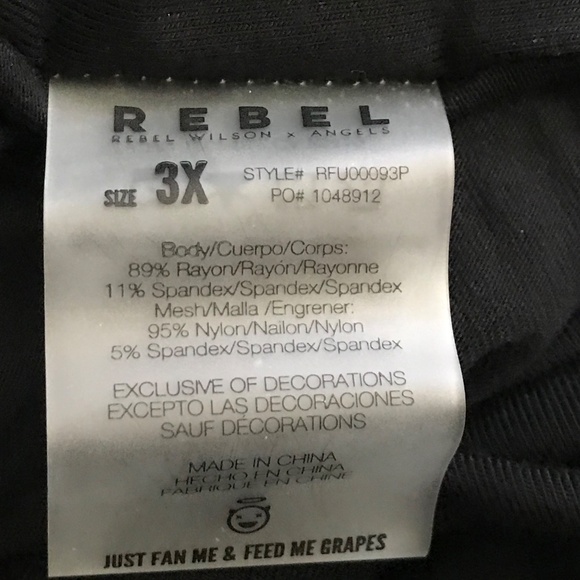 REBEL
REBEL WILSON x ANGELS
SIZE 3X
STYLE# RFU00093P
PO# 1048912
Body/Cuerpo/Corps:
89% Rayon/Rayón/Rayonne
11% Spandex/Spandex/Spandex
Mesh/Malla /Engrener:
95% Nylon/Nailon/Nylon
5% Spandex/Spandex/Spandex
EXCLUSIVE OF DECORATIONS
EXCEPTO LAS DECORACIONES
SAUF DÉCORATIONS
MADE IN CHINA
HECHO EN CHINA
FABRIQUÉ EN CHINE
JUST FAN ME & FEED ME GRAPES